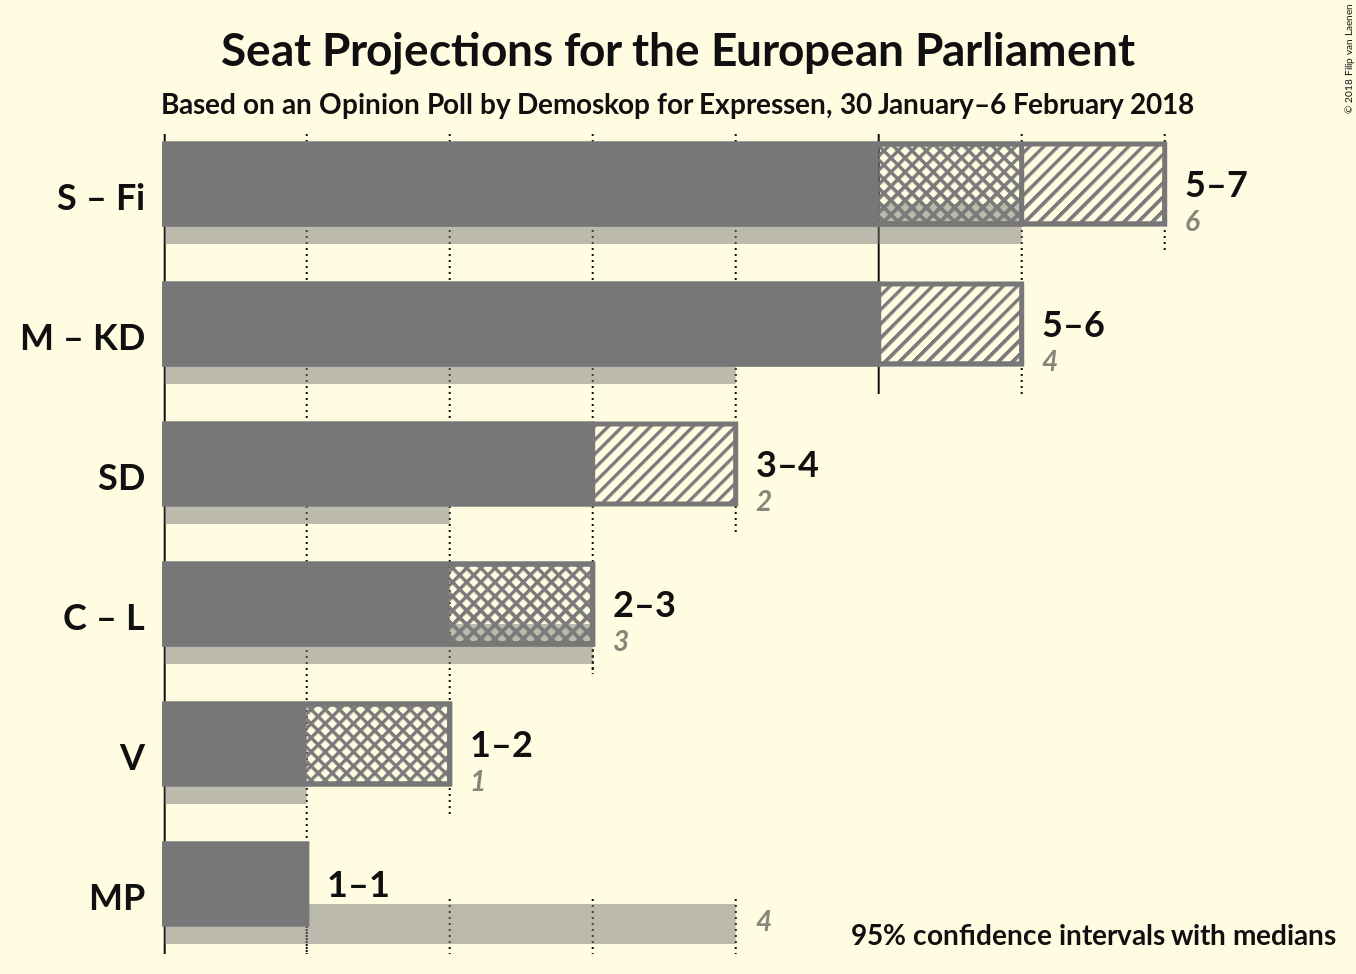 Seat Projections for the European Parliament
Based on an Opinion Poll by Demoskop for Expressen, 30 January–6 February 2018
© 2018 Filip van Laenen
S – Fi
5–7
6
M – KD
5–6
4
SD
3–4
2
C – L
2–3
3
V
1–2
1
MP
1–1
4
95% confidence intervals with medians